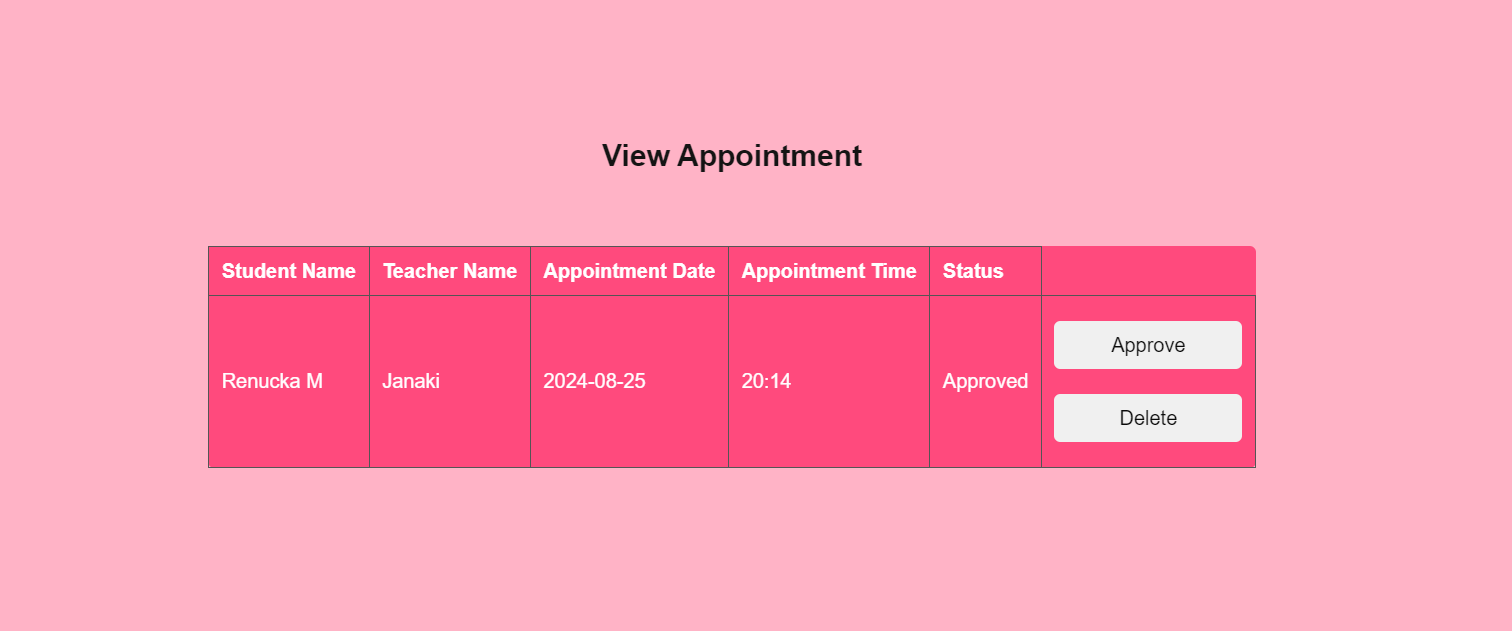 View Appointment
Student Name Teacher Name Appointment Date Appointment Time Status
Renucka M Janaki 2024-08-25 20:14 Approved Approve
Delete